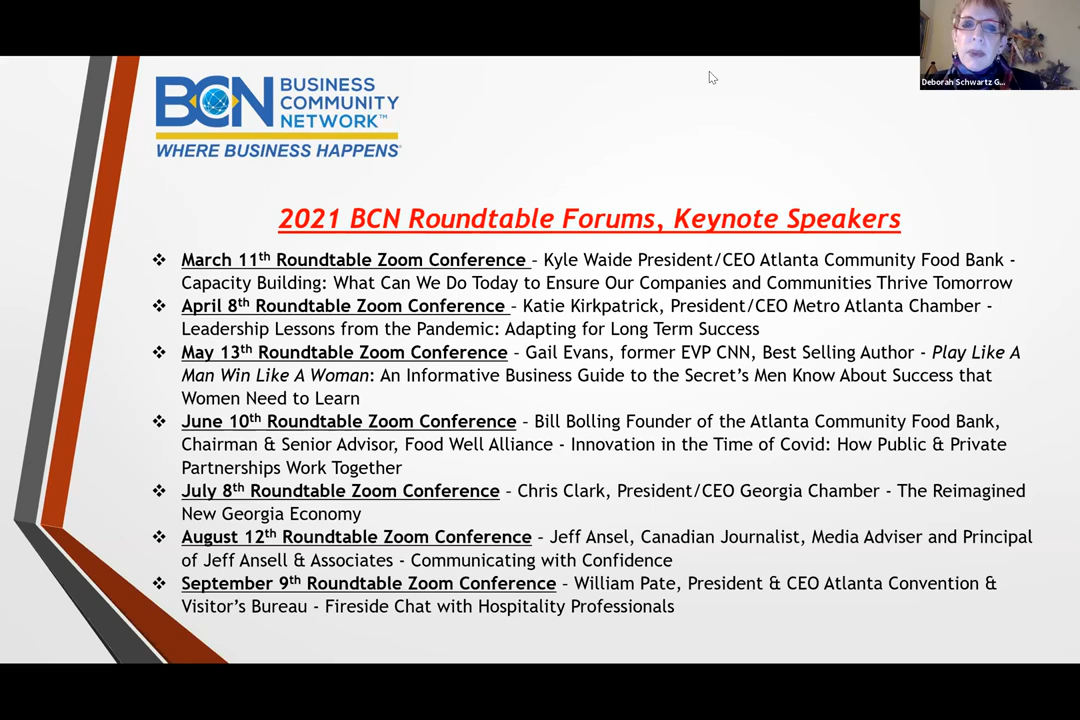 Deborah Schwartz G...
BCN BUSINESS
COMMUNITY
NETWORK™
WHERE BUSINESS HAPPENS
2021 BCN Roundtable Forums, Keynote Speakers
❖ March 11th Roundtable Zoom Conference – Kyle Waide President/CEO Atlanta Community Food Bank -
Capacity Building: What Can We Do Today to Ensure Our Companies and Communities Thrive Tomorrow
❖ April 8th Roundtable Zoom Conference – Katie Kirkpatrick, President/CEO Metro Atlanta Chamber -
Leadership Lessons from the Pandemic: Adapting for Long Term Success
❖ May 13th Roundtable Zoom Conference – Gail Evans, former EVP CNN, Best Selling Author - Play Like A
Man Win Like A Woman: An Informative Business Guide to the Secret's Men Know About Success that
Women Need to Learn
❖ June 10th Roundtable Zoom Conference – Bill Bolling Founder of the Atlanta Community Food Bank,
Chairman & Senior Advisor, Food Well Alliance - Innovation in the Time of Covid: How Public & Private
Partnerships Work Together
❖ July 8th Roundtable Zoom Conference – Chris Clark, President/CEO Georgia Chamber - The Reimagined
New Georgia Economy
❖ August 12th Roundtable Zoom Conference – Jeff Ansel, Canadian Journalist, Media Adviser and Principal
of Jeff Ansell & Associates - Communicating with Confidence
❖ September 9th Roundtable Zoom Conference – William Pate, President & CEO Atlanta Convention &
Visitor's Bureau - Fireside Chat with Hospitality Professionals